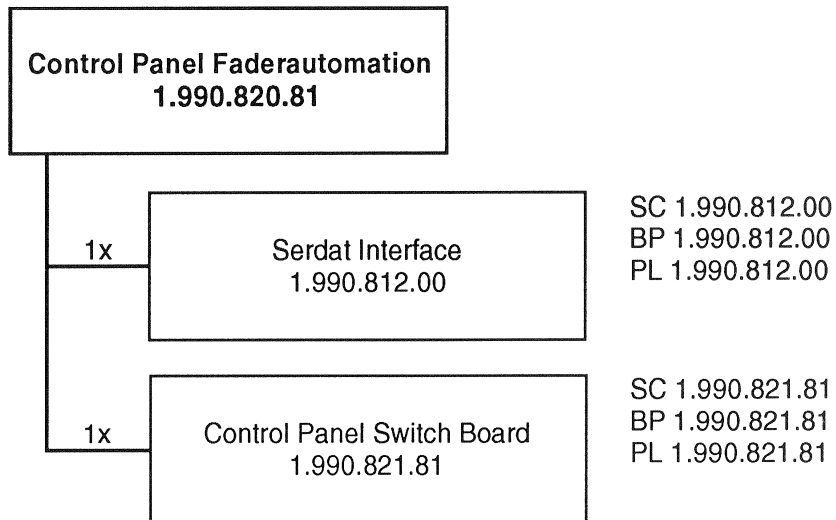 Control Panel Faderautomation
1.990.820.81
1x
Serdat Interface
1.990.812.00
SC 1.990.812.00
BP 1.990.812.00
PL 1.990.812.00
1x
Control Panel Switch Board
1.990.821.81
SC 1.990.821.81
BP 1.990.821.81
PL 1.990.821.81